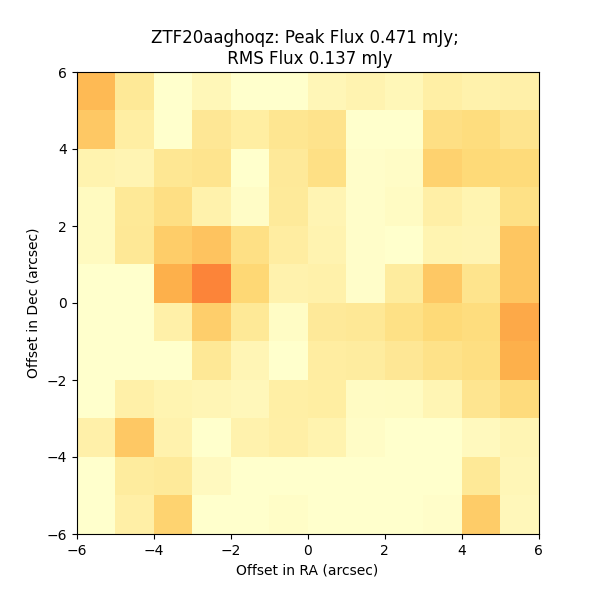 ZTF20aaghoqz: Peak Flux 0.471 mJy;
RMS Flux 0.137 mJy
6
4
2
0
−2
−4
−6
Offset in Dec (arcsec)
−6 −4 −2 0 2 4 6
Offset in RA (arcsec)